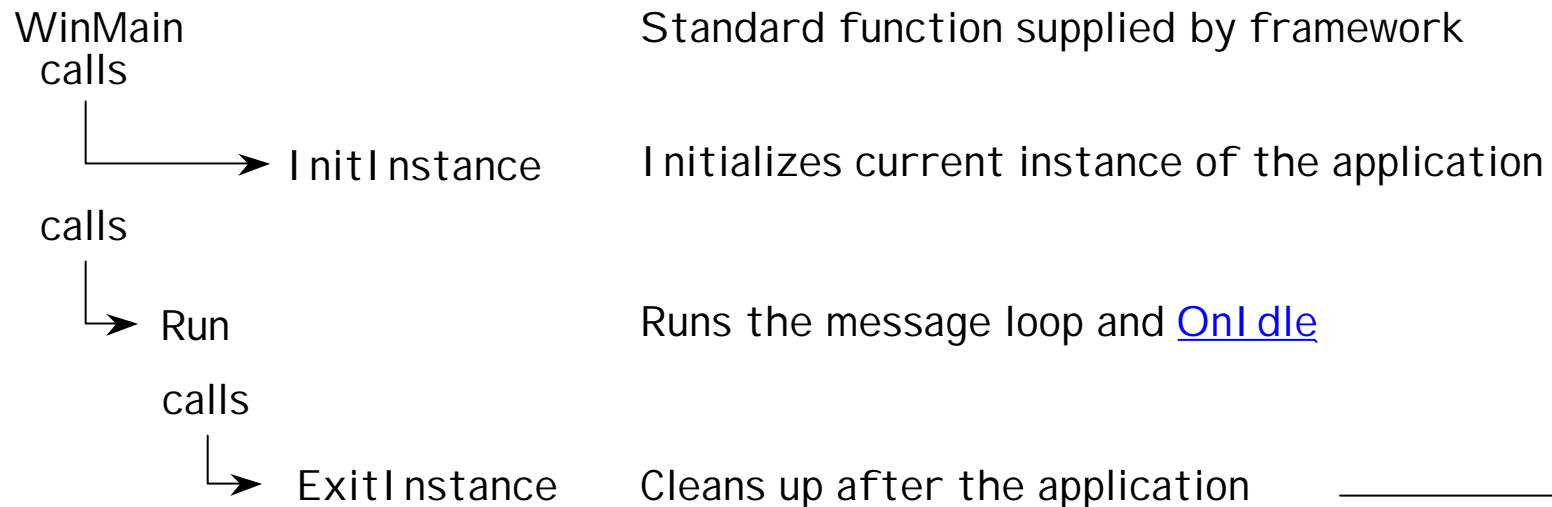 WinMain Standard function supplied by framework
calls
InitInstance Initializes current instance of the application
calls
Run Runs the message loop and OnIdle
calls
ExitInstance Cleans up after the application